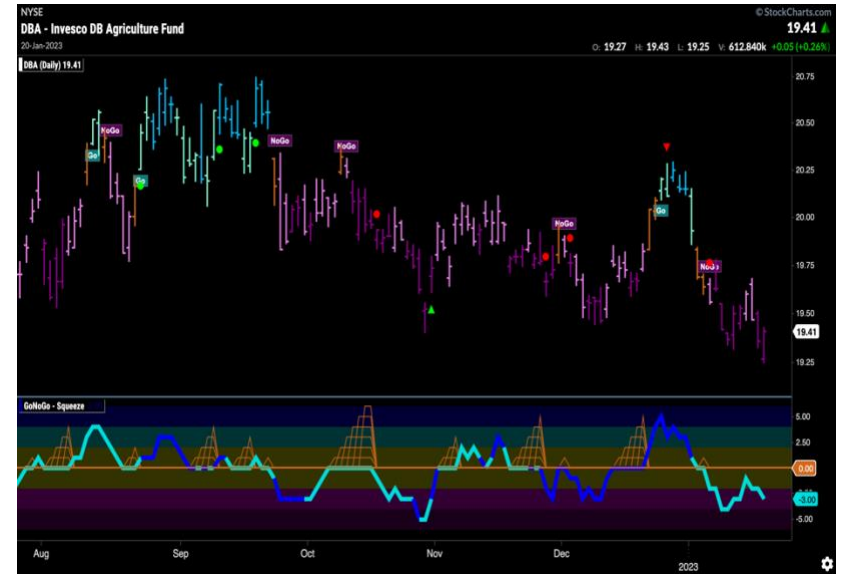 NYSE
© StockCharts.com
DBA - Invesco DB Agriculture Fund
19.41
20-Jan-2023
O: 19.27 H: 19.43 L: 19.25 V: 612.840k +0.05 (+0.26%)
DBA (Daily) 19.41
20.75
20.50
NoGo
NoGo
NoGo
Go
20.25
Go
Go
20.00
NoGo
19.75
NoGo
19.50
19.41
19.25
GoNoGo - Squeeze
5.00
2.50
0.00
-3.00
-5.00
Aug Sep Oct Nov Dec 2023